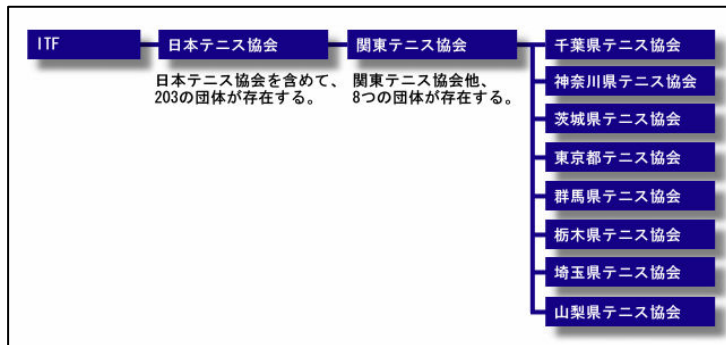 ITF
日本テニス協会
関東テニス協会
千葉県テニス協会
日本テニス協会を含めて、
203の団体が存在する。
関東テニス協会他、
8つの団体が存在する。
神奈川県テニス協会
茨城県テニス協会
東京都テニス協会
群馬県テニス協会
栃木県テニス協会
埼玉県テニス協会
山梨県テニス協会